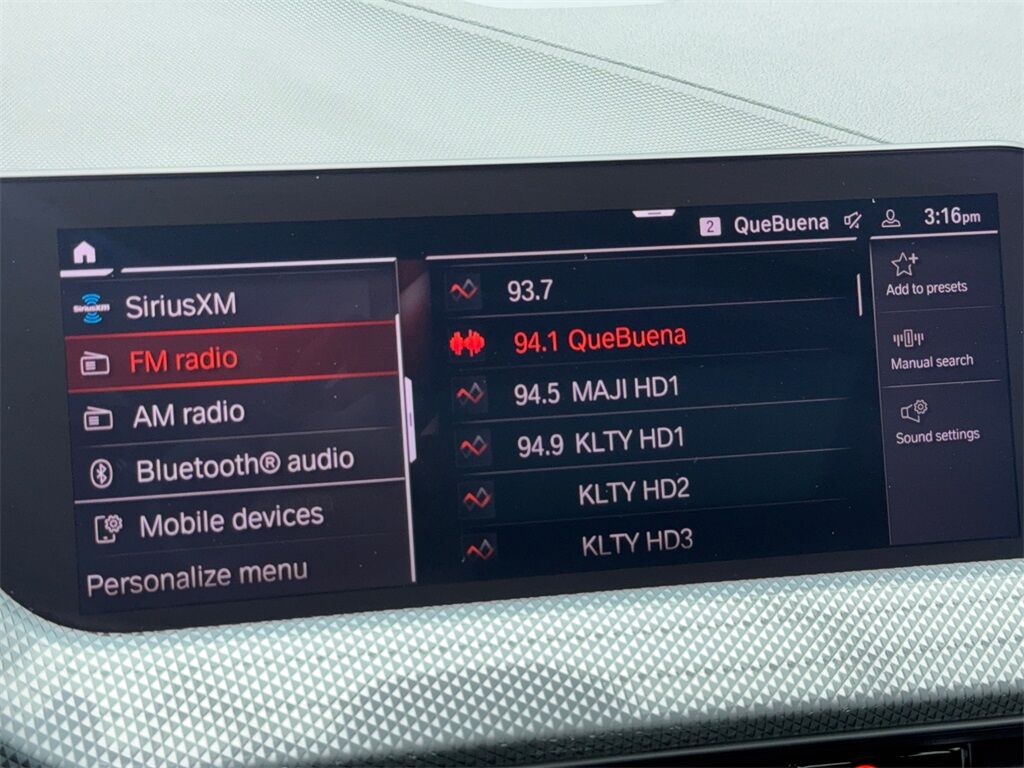 2 QueBuena 3:16pm
SiriusXM SiriusXM
FM radio
AM radio
Bluetooth® audio
Mobile devices
Personalize menu
93.7
94.1 QueBuena
94.5 MAJI HD1
94.9 KLTY HD1
KLTY HD2
KLTY HD3
Add to presets
Manual search
Sound settings